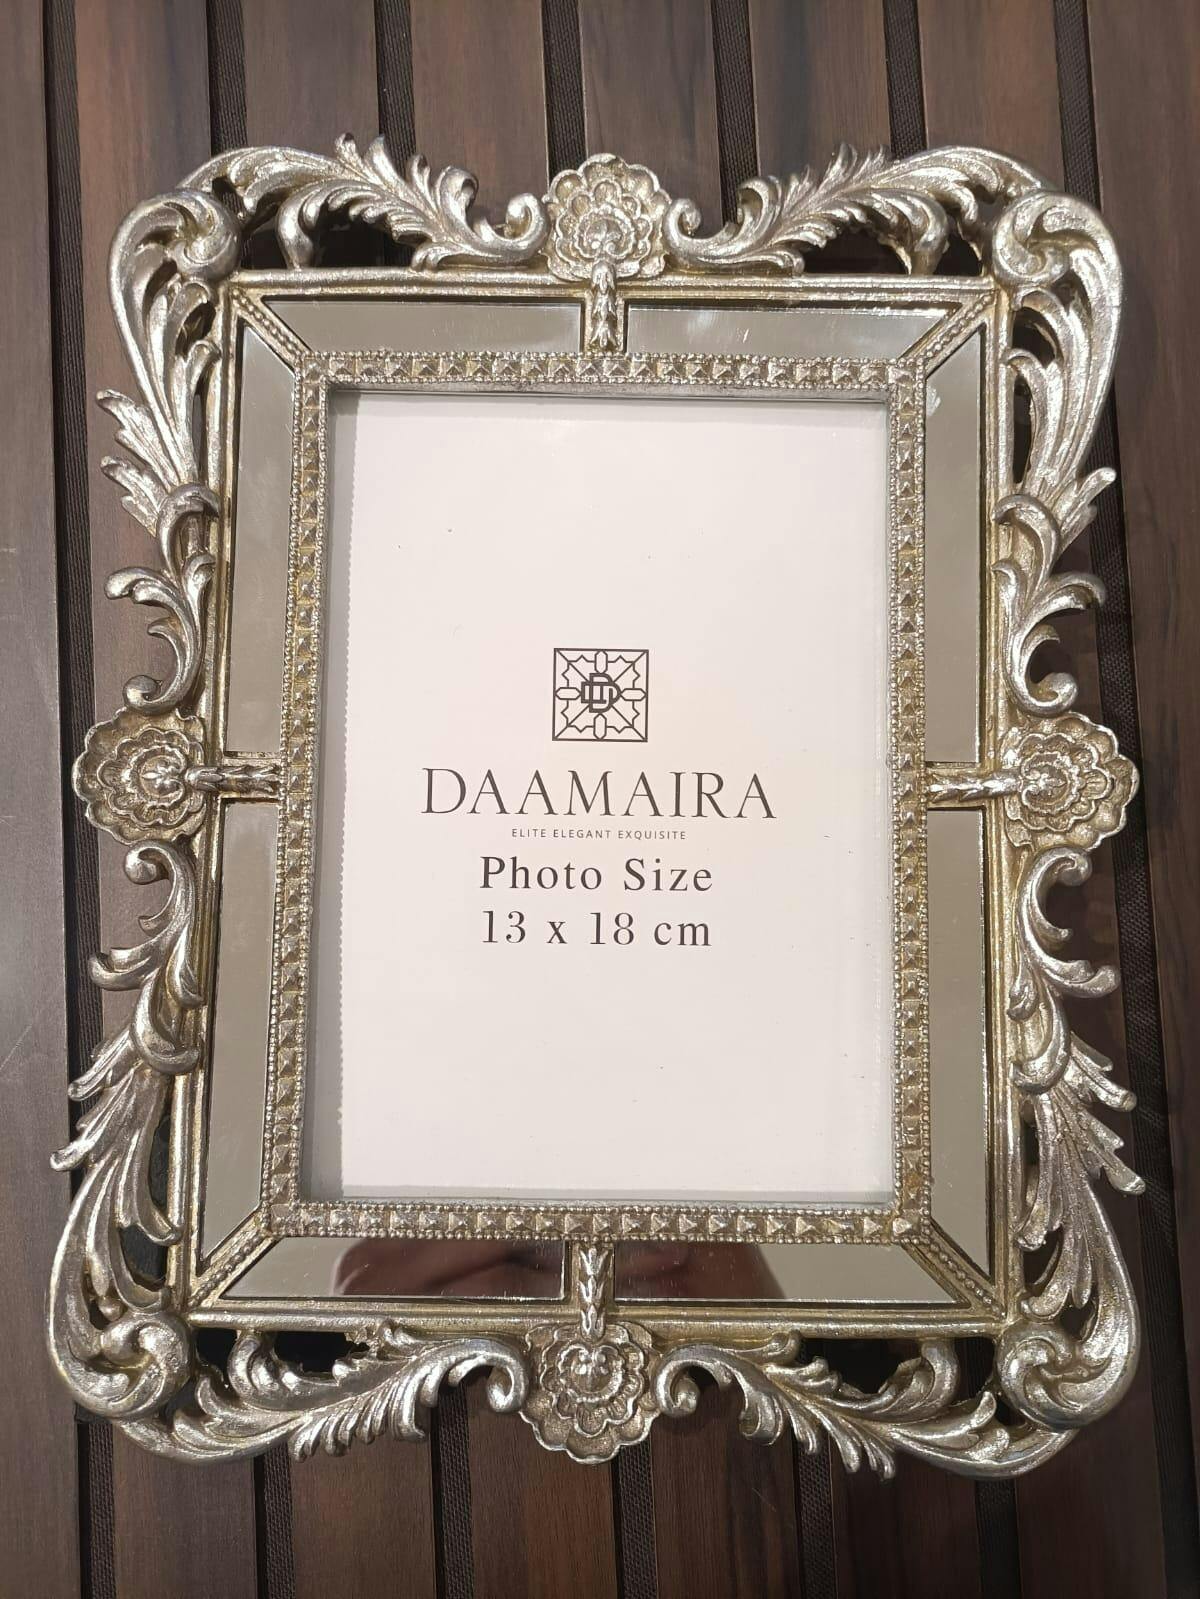 DAAMAIRA
ELITE ELEGANT EXQUISITE
Photo Size
13 x 18 cm